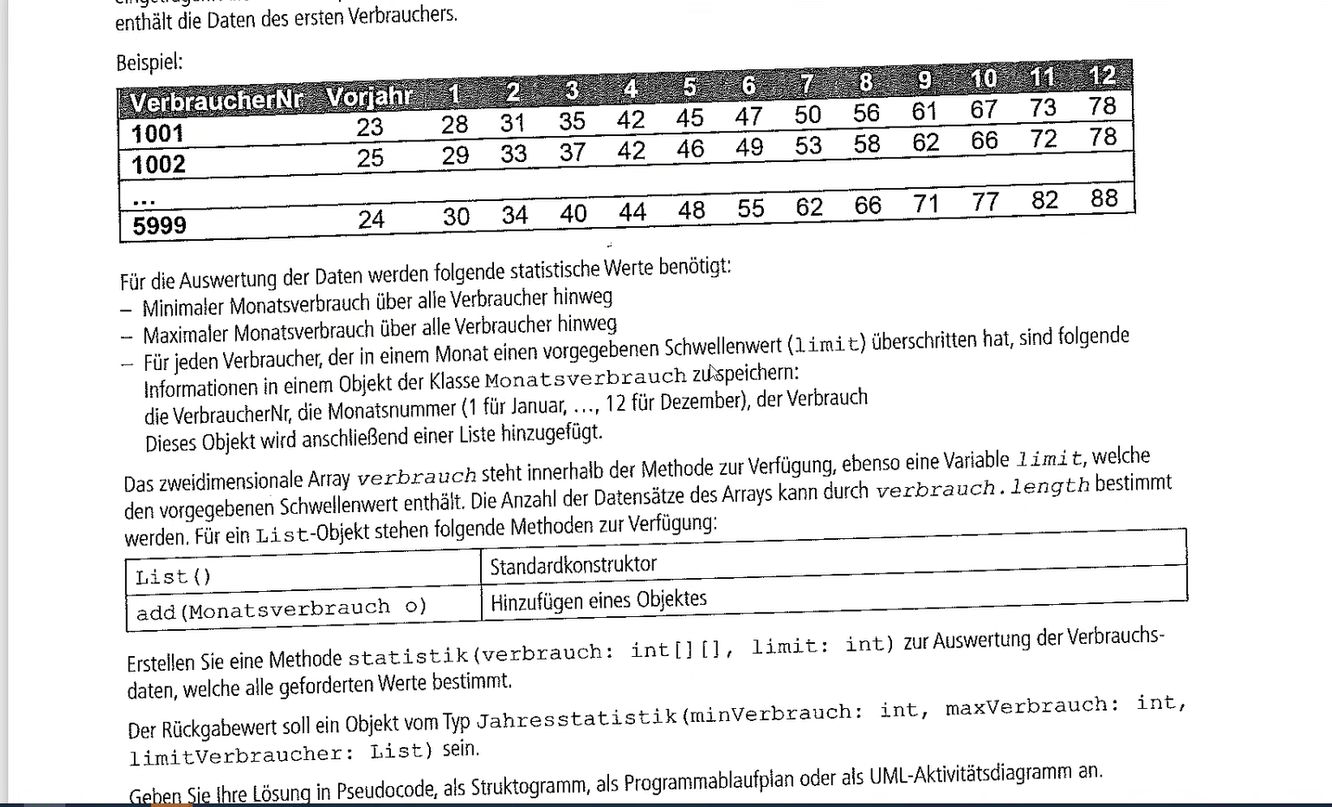 enthält die Daten des ersten Verbrauchers.
Beispiel:
VerbraucherNr Vorjahr 1 2 3 4 5 6 7 8 9 10 11 12
1001 23 28 31 35 42 45 47 50 56 61 67 73 78
1002 25 29 33 37 42 46 49 53 58 62 66 72 78
...
5999 24 30 34 40 44 48 55 62 66 71 77 82 88
Für die Auswertung der Daten werden folgende statistische Werte benötigt:
– Minimaler Monatsverbrauch über alle Verbraucher hinweg
– Maximaler Monatsverbrauch über alle Verbraucher hinweg
– Für jeden Verbraucher, der in einem Monat einen vorgegebenen Schwellenwert (limit) überschritten hat, sind folgende
Informationen in einem Objekt der Klasse Monatsverbrauch zu speichern:
die VerbraucherNr, die Monatsnummer (1 für Januar, ..., 12 für Dezember), der Verbrauch
Dieses Objekt wird anschließend einer Liste hinzugefügt.
Das zweidimensionale Array verbrauch steht innerhalb der Methode zur Verfügung, ebenso eine Variable limit, welche
den vorgegebenen Schwellenwert enthält. Die Anzahl der Datensätze des Arrays kann durch verbrauch.length bestimmt
werden. Für ein List-Objekt stehen folgende Methoden zur Verfügung:
List() Standardkonstruktor
add(Monatsverbrauch o) Hinzufügen eines Objektes
Erstellen Sie eine Methode statistik(verbrauch: int[][], limit: int) zur Auswertung der Verbrauchs-
daten, welche alle geforderten Werte bestimmt.
Der Rückgabewert soll ein Objekt vom Typ Jahresstatistik(minVerbrauch: int, maxVerbrauch: int,
limitVerbraucher: List) sein.
Geben Sie Ihre Lösung in Pseudocode, als Struktogramm, als Programmablaufplan oder als UML-Aktivitätsdiagramm an.